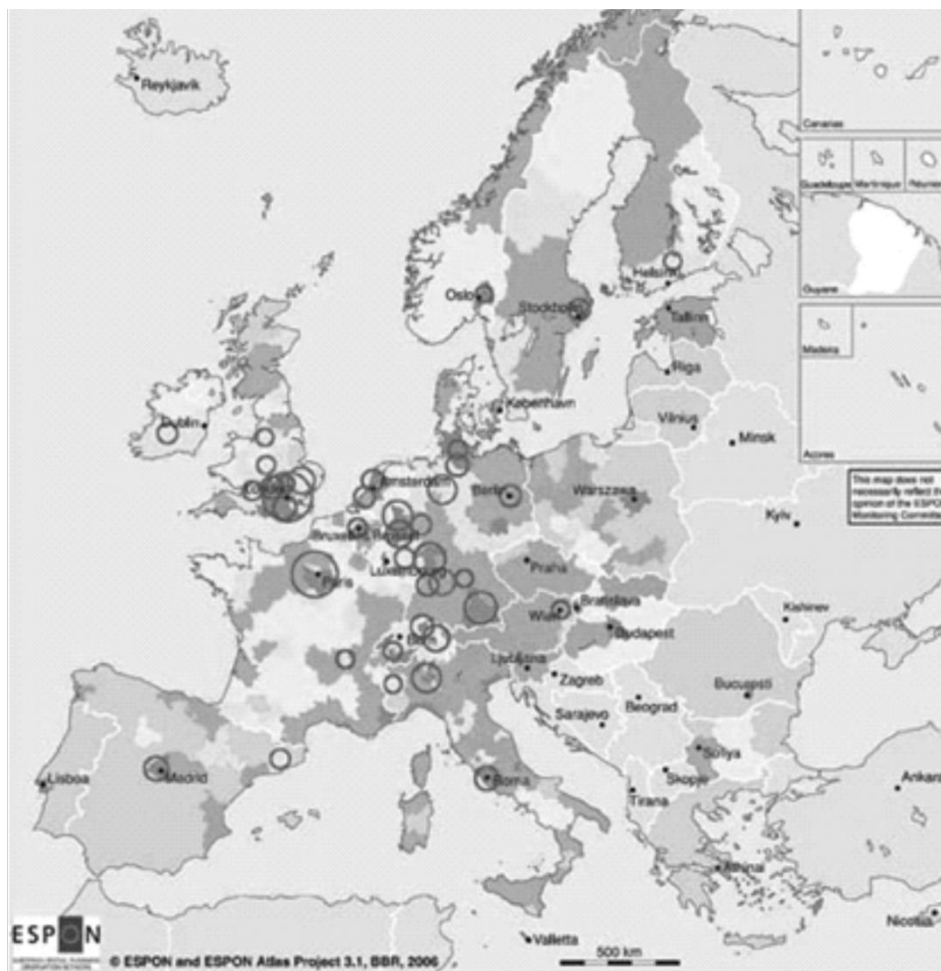 Reykjavik
Canarias
Guadeloupe
Martinique
Réunion
Guyane
Helsinki
Oslo
Stockholm
Tallinn
Madeira
Riga
Acores
København
Vilnius
Minsk
Dublin
Amsterdam
Berlin
Warszawa
This map does not
necessarily reflect the
opinion of the ESPON
Monitoring Committee
Kyiv
Luxembourg
Praha
Paris
Wien
Bratislava
Kishinev
Budapest
Bern
Ljubljana
Zagreb
Bucuresti
Beograd
Sarajevo
Sofiya
Skopje
Lisboa
Madrid
Roma
Tirana
Ankara
Athinai
Nicosia
Valletta
ESPON
© ESPON and ESPON Atlas Project 3.1, BBR, 2006
500 km